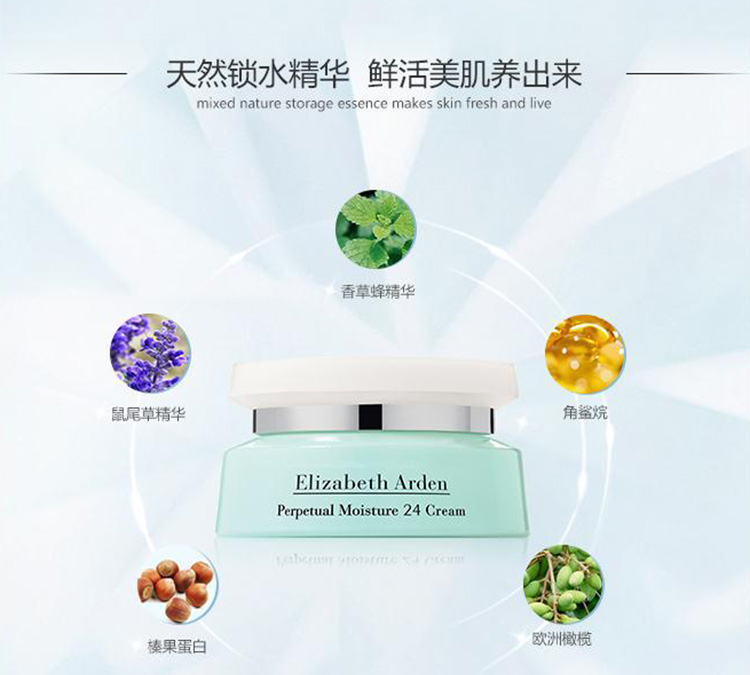 天然锁水精华 鲜活美肌养出来
mixed nature storage essence makes skin fresh and live
香草蜂精华
鼠尾草精华
角鲨烷
Elizabeth Arden
Perpetual Moisture 24 Cream
榛果蛋白
欧洲橄榄